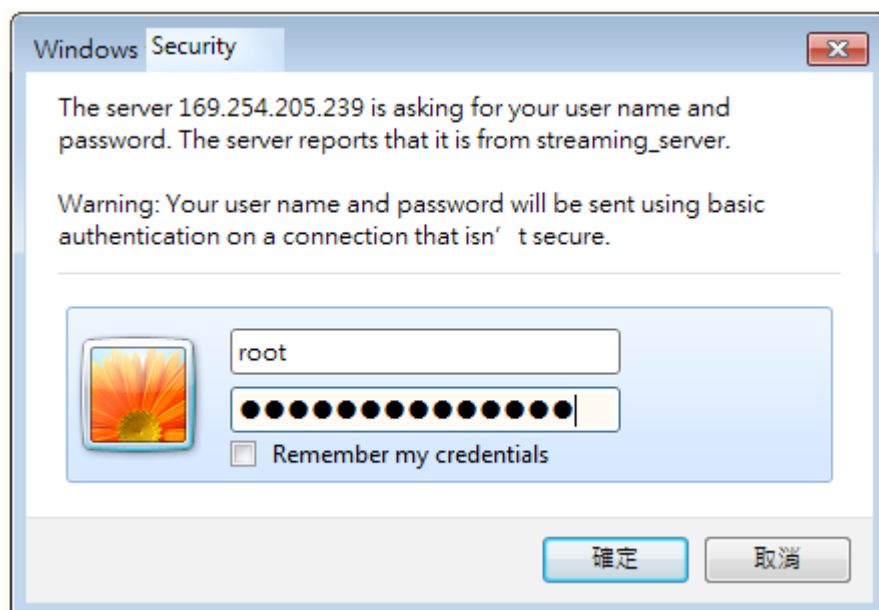 Windows Security
The server 169.254.205.239 is asking for your user name and
password. The server reports that it is from streaming_server.
Warning: Your user name and password will be sent using basic
authentication on a connection that isn’ t secure.
root
●●●●●●●●●●●●●●
Remember my credentials
確定 取消